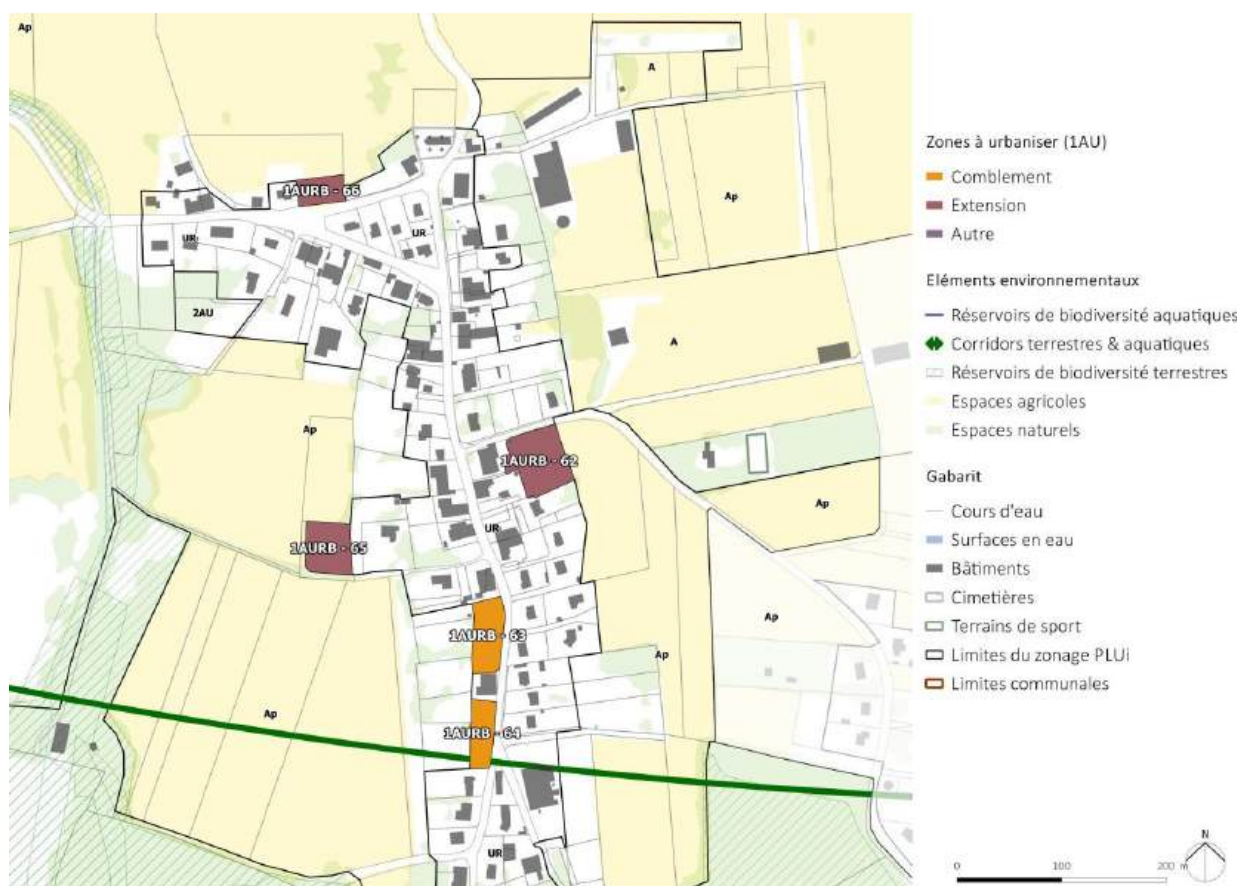 Ap
A
1AURB - 66
Ap
UR
UR
2AU
A
Ap
1AURB - 62
Ap
UR
1AURB - 65
Ap
1AURB - 63
Ap
Ap
1AURB - 64
UR
Zones à urbaniser (1AU)
Comblement
Extension
Autre
Eléments environnementaux
Réservoirs de biodiversité aquatiques
Corridors terrestres & aquatiques
Réservoirs de biodiversité terrestres
Espaces agricoles
Espaces naturels
Gabarit
Cours d'eau
Surfaces en eau
Bâtiments
Cimetières
Terrains de sport
Limites du zonage PLUi
Limites communales
N
0 100 200 m